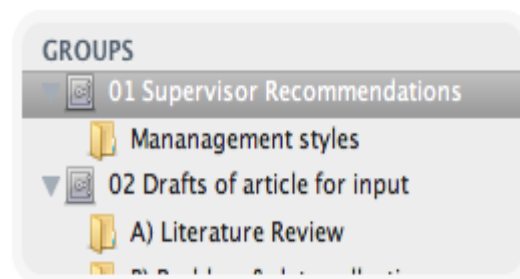 GROUPS
01 Supervisor Recommendations
Mananagement styles
02 Drafts of article for input
A) Literature Review